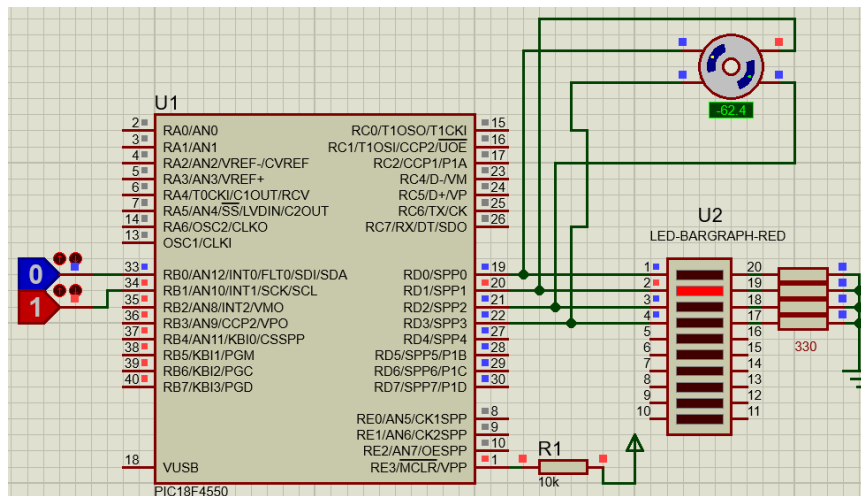 -62.4
U1
2 RA0/AN0 RC0/T1OSO/T1CKI 15
3 RA1/AN1 RC1/T1OSI/CCP2/UOE 16
4 RA2/AN2/VREF-/CVREF RC2/CCP1/P1A 17
5 RA3/AN3/VREF+ RC4/D-/VM 23
6 RA4/T0CKI/C1OUT/RCV RC5/D+/VP 24
7 RA5/AN4/SS/LVDIN/C2OUT RC6/TX/CK 25
14 RA6/OSC2/CLKO RC7/RX/DT/SDO 26
13 OSC1/CLKI
U2
LED-BARGRAPH-RED
0 33 RB0/AN12/INT0/FLT0/SDI/SDA RD0/SPP0 19 1 20
1 34 RB1/AN10/INT1/SCK/SCL RD1/SPP1 20 2 19
35 RB2/AN8/INT2/VMO RD2/SPP2 21 3 18
36 RB3/AN9/CCP2/VPO RD3/SPP3 22 4 17
37 RB4/AN11/KBI0/CSSPP RD4/SPP4 27 5 16
38 RB5/KBI1/PGM RD5/SPP5/P1B 28 6 15
39 RB6/KBI2/PGC RD6/SPP6/P1C 29 7 14
40 RB7/KBI3/PGD RD7/SPP7/P1D 30 8 13
9 12
10 11
330
RE0/AN5/CK1SPP 8
RE1/AN6/CK2SPP 9
RE2/AN7/OESPP 10
18 VUSB RE3/MCLR/VPP 1
R1
10k
PIC18F4550